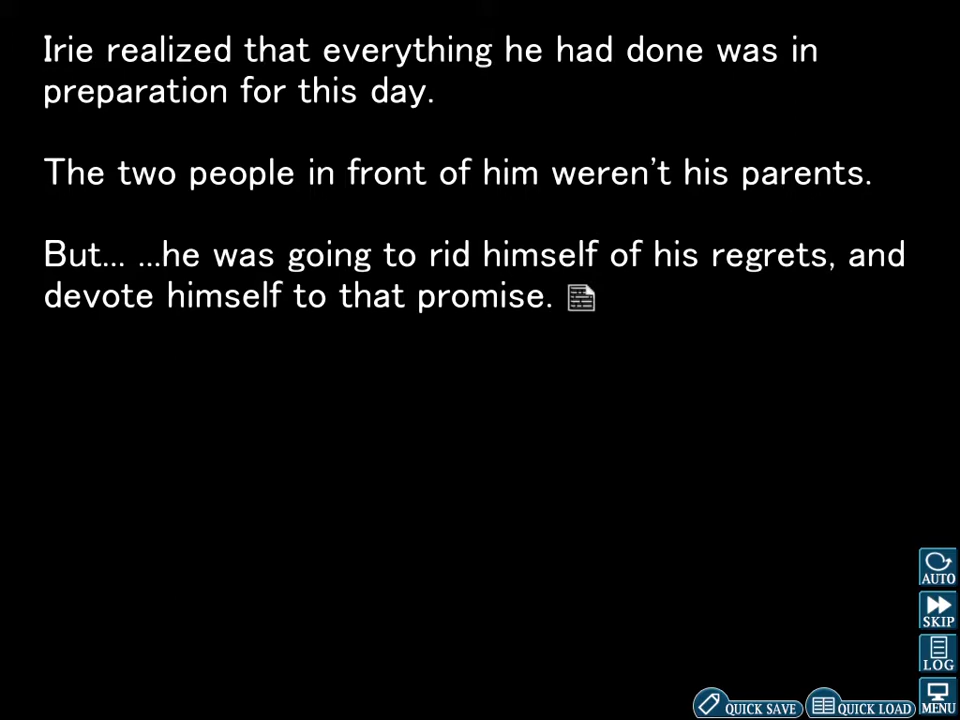 Irie realized that everything he had done was in
preparation for this day.
The two people in front of him weren't his parents.
But... ...he was going to rid himself of his regrets, and
devote himself to that promise.
AUTO
SKIP
LOG
QUICK SAVE
QUICK LOAD
MENU